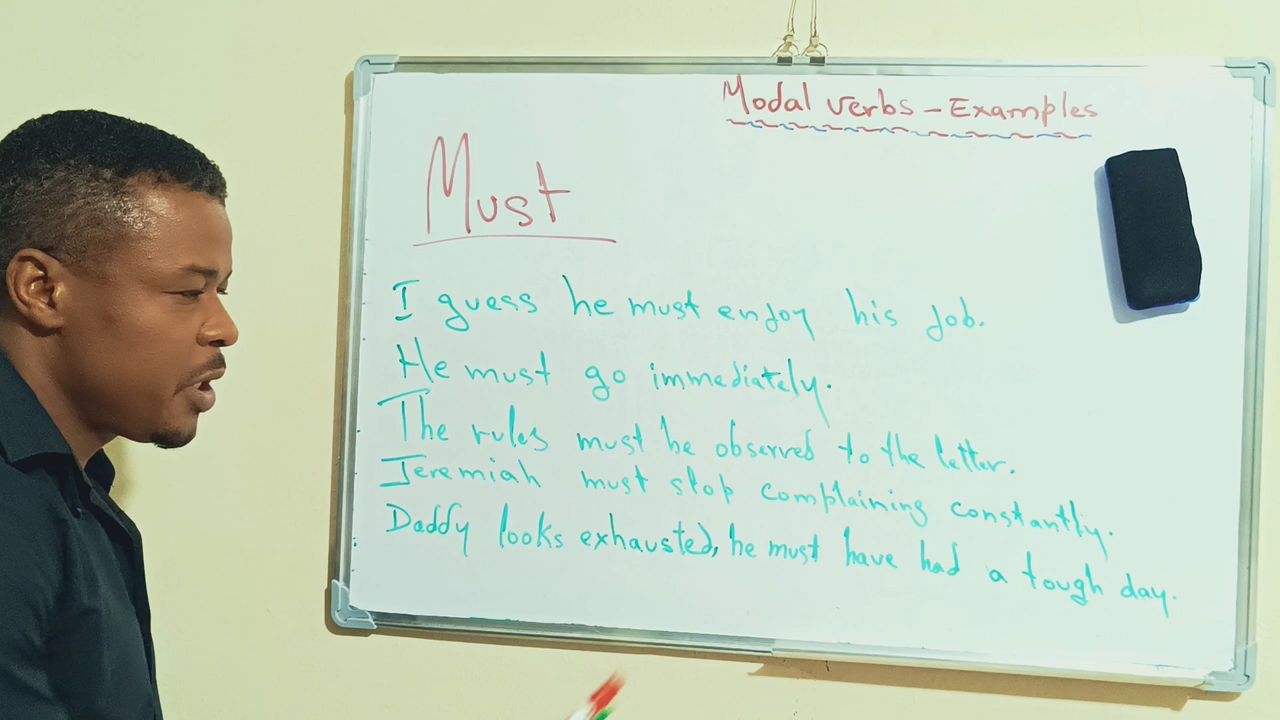 Modal verbs - Examples
Must
I guess he must enjoy his job.
He must go immediately.
The rules must be observed to the letter.
Jeremiah must stop complaining constantly.
Daddy looks exhausted, he must have had a tough day.